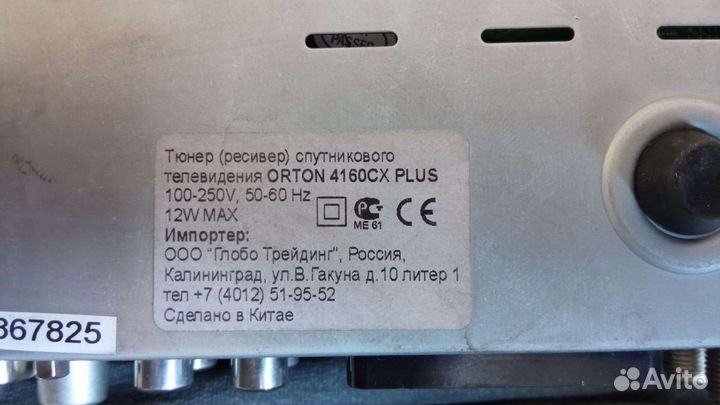 PASSED
Тюнер (ресивер) спутникового
телевидения ORTON 4160CX PLUS
100-250V, 50-60 Hz
12W MAX
ME 61
Импортер:
ООО "Глобо Трейдинг", Россия,
Калининград, ул.В.Гакуна д.10 литер 1
тел +7 (4012) 51-95-52
Сделано в Китае
367825
Avito